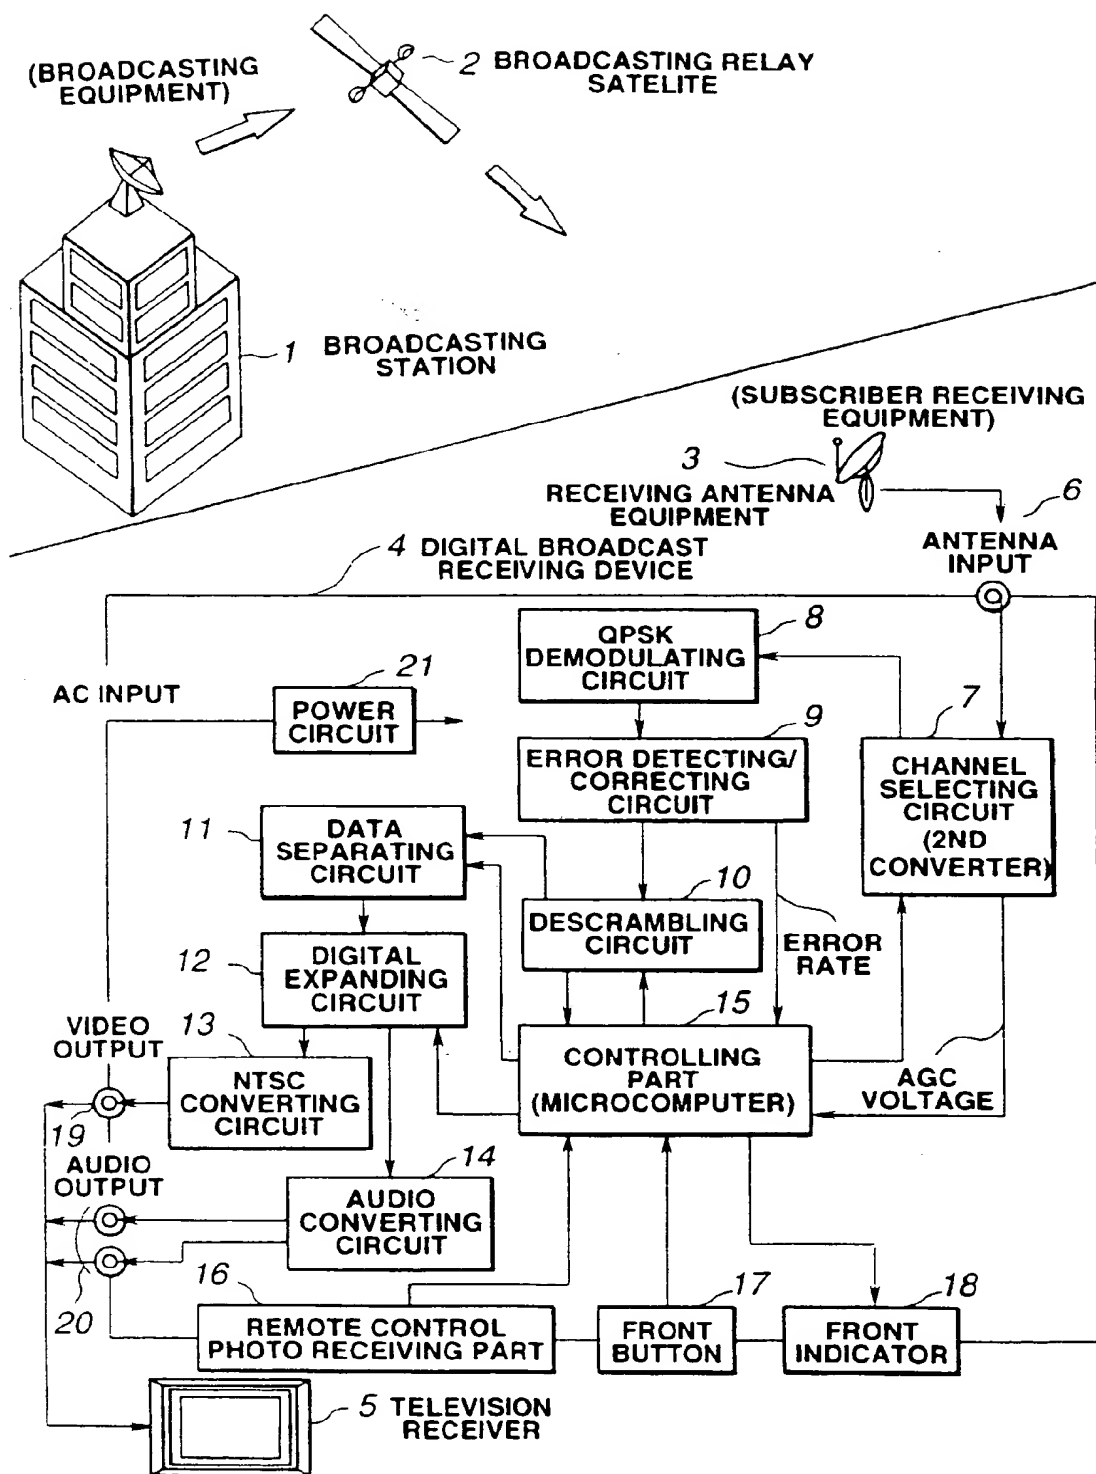 (BROADCASTING
EQUIPMENT)
2 BROADCASTING RELAY
SATELITE
1 BROADCASTING
STATION
(SUBSCRIBER RECEIVING
EQUIPMENT)
3
RECEIVING ANTENNA
EQUIPMENT
6
ANTENNA
INPUT
4 DIGITAL BROADCAST
RECEIVING DEVICE
8
QPSK
DEMODULATING
CIRCUIT
21
AC INPUT
POWER
CIRCUIT
9
ERROR DETECTING/
CORRECTING
CIRCUIT
7
CHANNEL
SELECTING
CIRCUIT
(2ND
CONVERTER)
11
DATA
SEPARATING
CIRCUIT
10
DESCRAMBLING
CIRCUIT
ERROR
RATE
12
DIGITAL
EXPANDING
CIRCUIT
15
CONTROLLING
PART
(MICROCOMPUTER)
AGC
VOLTAGE
VIDEO
OUTPUT
13
NTSC
CONVERTING
CIRCUIT
19
AUDIO
OUTPUT
14
AUDIO
CONVERTING
CIRCUIT
20
16
REMOTE CONTROL
PHOTO RECEIVING PART
17
FRONT
BUTTON
18
FRONT
INDICATOR
5 TELEVISION
RECEIVER